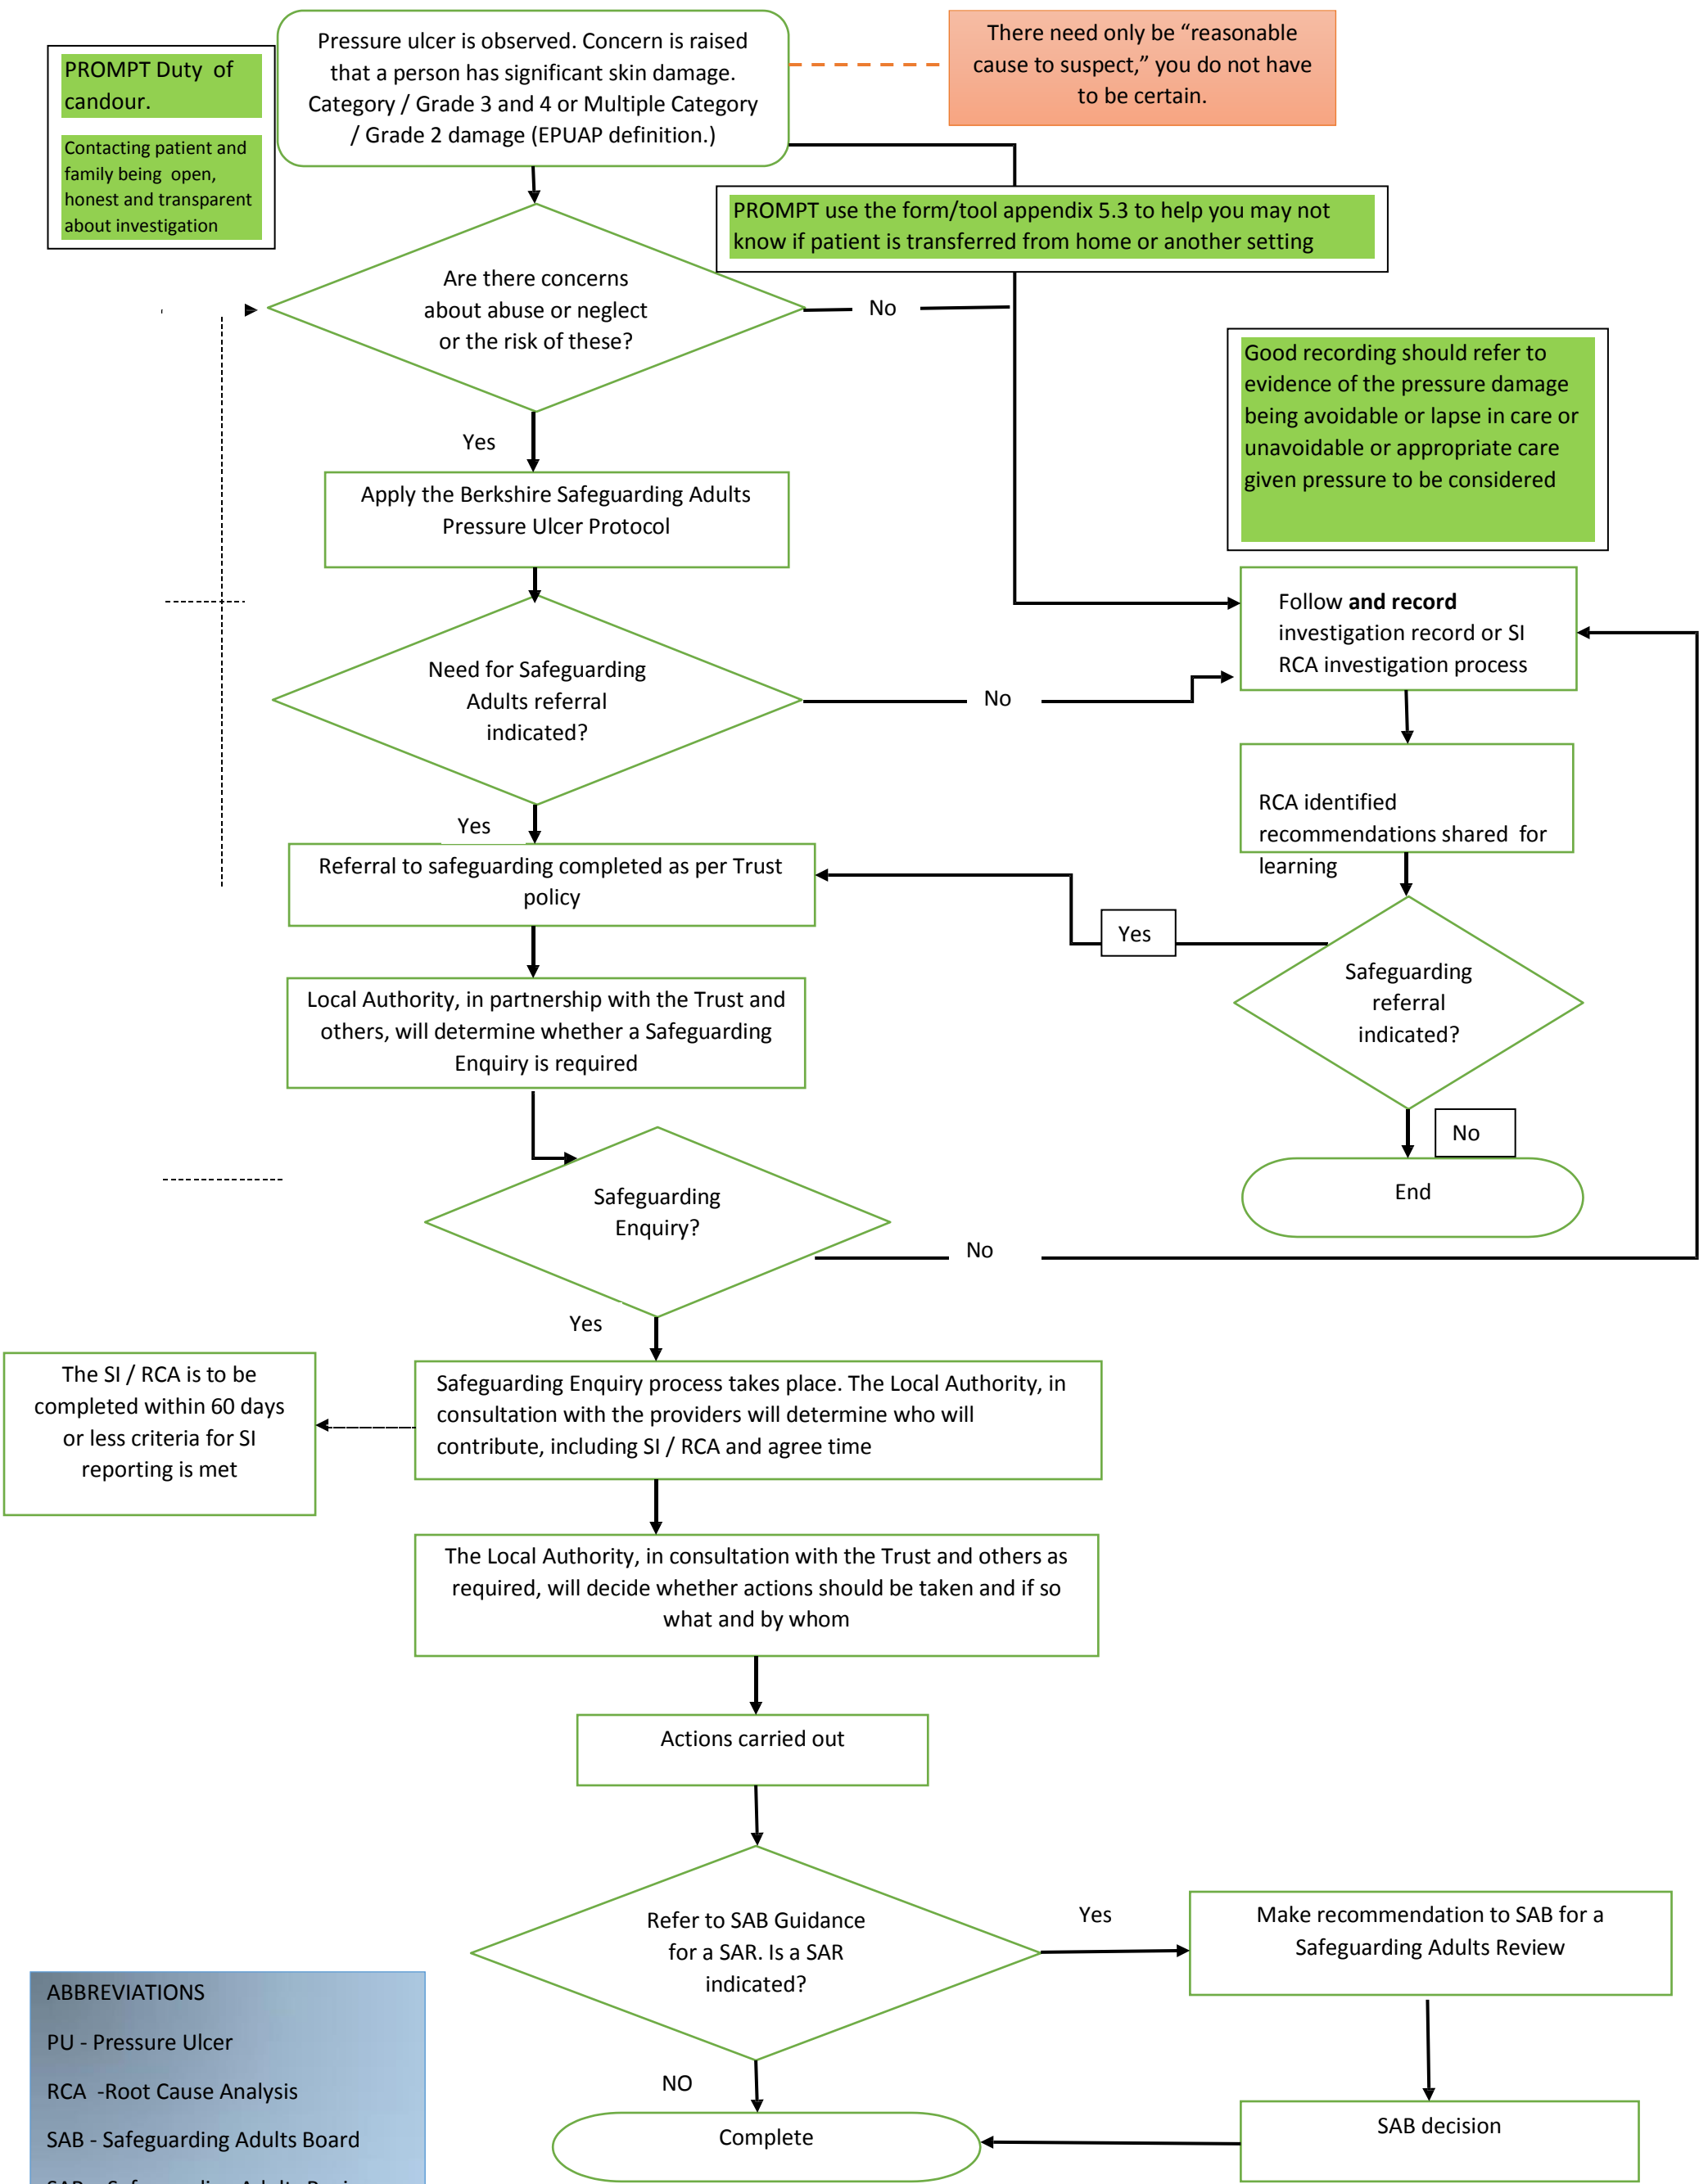 Pressure ulcer is observed. Concern is raised
that a person has significant skin damage.
Category / Grade 3 and 4 or Multiple Category
/ Grade 2 damage (EPUAP definition.)
There need only be “reasonable
cause to suspect,” you do not have
to be certain.
PROMPT Duty of
candour.
Contacting patient and
family being open,
honest and transparent
about investigation
PROMPT use the form/tool appendix 5.3 to help you may not
know if patient is transferred from home or another setting
Are there concerns
about abuse or neglect
or the risk of these?
No
Good recording should refer to
evidence of the pressure damage
being avoidable or lapse in care or
unavoidable or appropriate care
given pressure to be considered
Yes
Apply the Berkshire Safeguarding Adults
Pressure Ulcer Protocol
Follow and record
investigation record or SI
RCA investigation process
Need for Safeguarding
Adults referral
indicated?
No
RCA identified
recommendations shared for
learning
Yes
Referral to safeguarding completed as per Trust
policy
Yes
Safeguarding
referral
indicated?
Local Authority, in partnership with the Trust and
others, will determine whether a Safeguarding
Enquiry is required
No
End
Safeguarding
Enquiry?
No
Yes
The SI / RCA is to be
completed within 60 days
or less criteria for SI
reporting is met
Safeguarding Enquiry process takes place. The Local Authority, in
consultation with the providers will determine who will
contribute, including SI / RCA and agree time
The Local Authority, in consultation with the Trust and others as
required, will decide whether actions should be taken and if so
what and by whom
Actions carried out
Refer to SAB Guidance
for a SAR. Is a SAR
indicated?
Yes
Make recommendation to SAB for a
Safeguarding Adults Review
NO
Complete
SAB decision
ABBREVIATIONS
PU - Pressure Ulcer
RCA -Root Cause Analysis
SAB - Safeguarding Adults Board